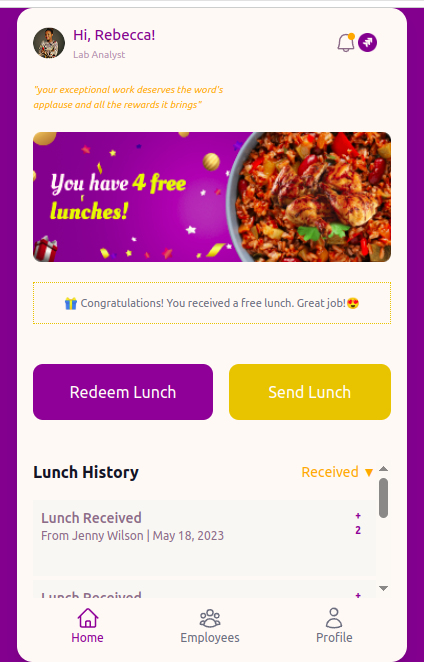 Hi, Rebecca!
Lab Analyst
"your exceptional work deserves the word's
applause and all the rewards it brings"
You have 4 free
lunches!
Congratulations! You received a free lunch. Great job!
Redeem Lunch
Send Lunch
Lunch History
Received ▼
Lunch Received
From Jenny Wilson | May 18, 2023
+
2
Lunch Received
+
Home
Employees
Profile